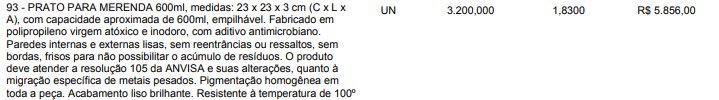 93 - PRATO PARA MERENDA 600ml, medidas: 23 x 23 x 3 cm (C x L x UN 3.200,000 1,8300 R$ 5.856,00
A), com capacidade aproximada de 600ml, empilhável. Fabricado em
polipropileno virgem atóxico e inodoro, com aditivo antimicrobiano.
Paredes internas e externas lisas, sem reentrâncias ou ressaltos, sem
bordas, frisos para não possibilitar o acúmulo de resíduos. O produto
deve atender a resolução 105 da ANVISA e suas alterações, quanto à
migração específica de metais pesados. Pigmentação homogênea em
toda a peça. Acabamento liso brilhante. Resistente à temperatura de 100º